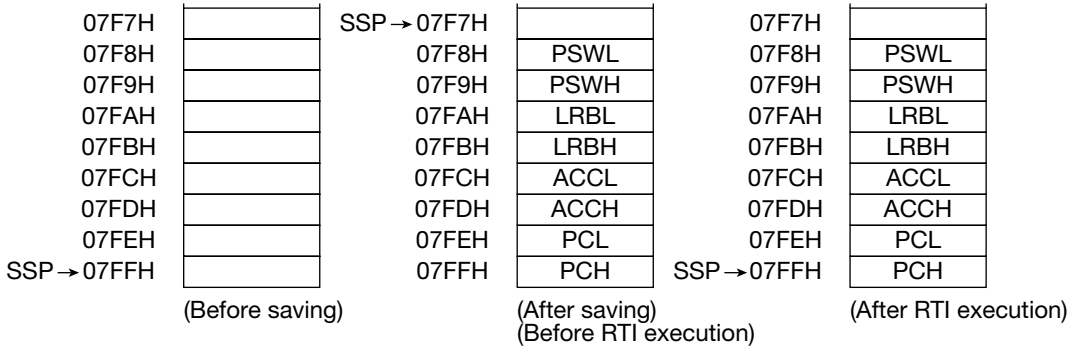 07F7H SSP→07F7H 07F7H
07F8H 07F8H PSWL 07F8H PSWL
07F9H 07F9H PSWH 07F9H PSWH
07FAH 07FAH LRBL 07FAH LRBL
07FBH 07FBH LRBH 07FBH LRBH
07FCH 07FCH ACCL 07FCH ACCL
07FDH 07FDH ACCH 07FDH ACCH
07FEH 07FEH PCL 07FEH PCL
SSP→07FFH 07FFH PCH SSP→07FFH PCH
(Before saving) (After saving) (After RTI execution)
(Before RTI execution)